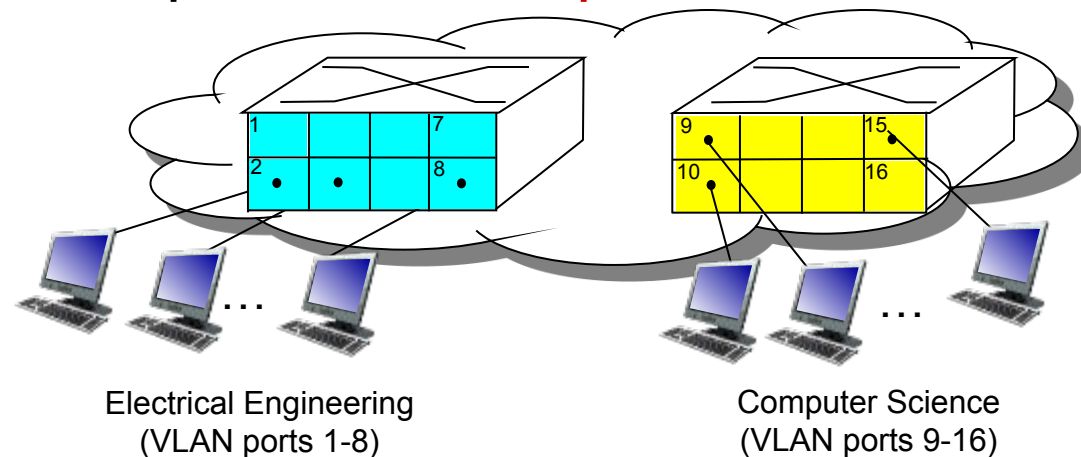 1 7
2 8
9 15
10 16
...
...
Electrical Engineering
(VLAN ports 1-8)
Computer Science
(VLAN ports 9-16)